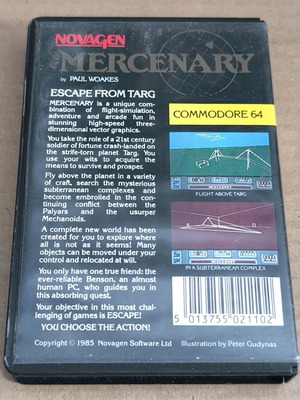 NOVAGEN
MERCENARY
by PAUL WOAKES
ESCAPE FROM TARG
MERCENARY is a unique com-
bination of flight-simulation,
adventure and arcade fun in
stunning high-speed three-
dimensional vector graphics.
You take the role of a 21st century
soldier of fortune crash-landed on
the strife-torn planet Targ. You
use your wits to acquire the
means to survive and prosper.
Fly above the planet in a variety
of craft, search the mysterious
subterranean complexes and
become embroiled in the con-
tinuing conflict between the
Palyars and the usurper
Mechanoids.
A complete new world has been
created for you to explore where
all is not as it seems! Many
objects can be moved under your
control and relocated at will.
You only have one true friend: the
ever-reliable Benson, an almost
human PC, who guides you in
this absorbing quest.
Your objective in this most chal-
lenging of games is ESCAPE!
YOU CHOOSE THE ACTION!
COMMODORE 64
FLIGHT ABOVE TARG
IN A SUBTERRANEAN COMPLEX
5 013755 021102
Copyright © 1985 Novagen Software Ltd
Illustration by Peter Gudynas